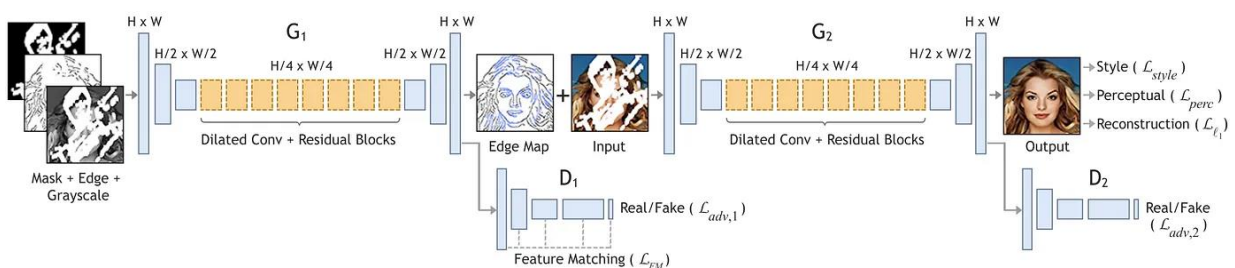 H x W
G₁
H/2 x W/2
H/4 x W/4
H/2 x W/2
H x W
H x W
G₂
H/2 x W/2
H/4 x W/4
H/2 x W/2
H x W
Mask + Edge +
Grayscale
Dilated Conv + Residual Blocks
Edge Map
+
Input
Dilated Conv + Residual Blocks
Output
Style ( ℒstyle )
Perceptual ( ℒperc )
Reconstruction ( ℒℓ₁ )
D₁
Real/Fake ( ℒadv,1 )
Feature Matching ( ℒFM )
D₂
Real/Fake
( ℒadv,2 )